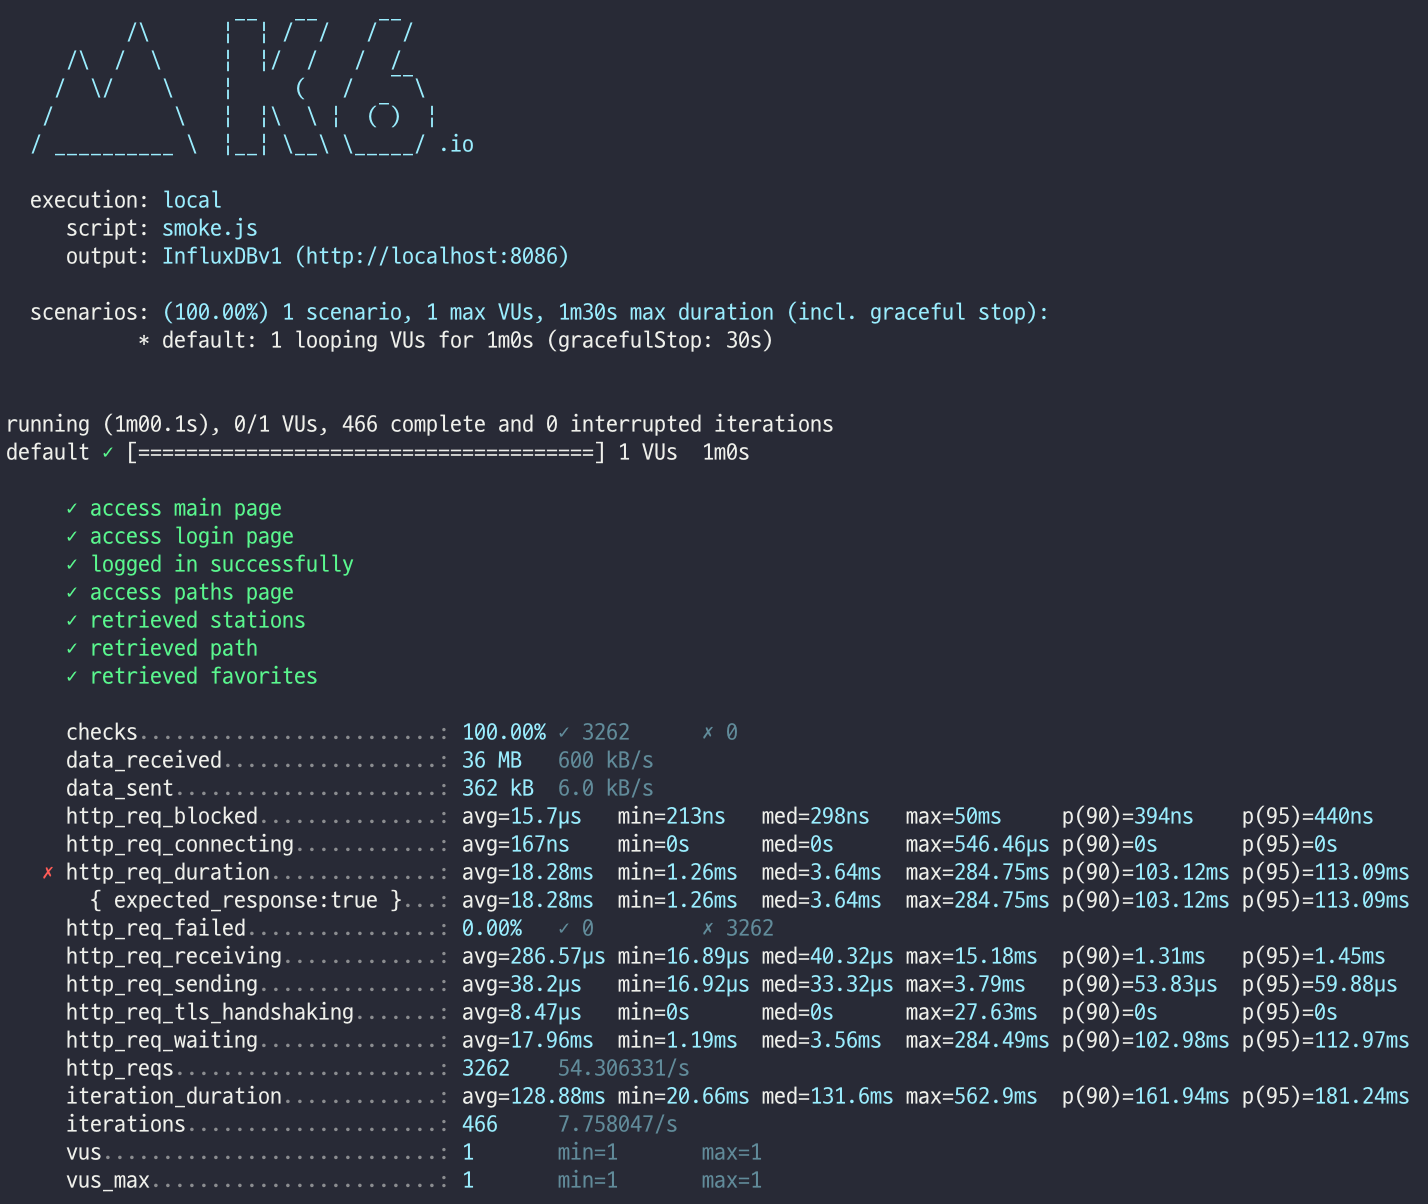 .io
execution: local
script: smoke.js
output: InfluxDBv1 (http://localhost:8086)
scenarios: (100.00%) 1 scenario, 1 max VUs, 1m30s max duration (incl. graceful stop):
* default: 1 looping VUs for 1m0s (gracefulStop: 30s)
running (1m00.1s), 0/1 VUs, 466 complete and 0 interrupted iterations
default ✓ [======================================] 1 VUs  1m0s
✓ access main page
✓ access login page
✓ logged in successfully
✓ access paths page
✓ retrieved stations
✓ retrieved path
✓ retrieved favorites
checks.........................: 100.00% ✓ 3262      ✗ 0
data_received..................: 36 MB   600 kB/s
data_sent......................: 362 kB  6.0 kB/s
http_req_blocked...............: avg=15.7µs   min=213ns   med=298ns   max=50ms     p(90)=394ns    p(95)=440ns
http_req_connecting............: avg=167ns    min=0s      med=0s      max=546.46µs p(90)=0s       p(95)=0s
✗ http_req_duration..............: avg=18.28ms  min=1.26ms  med=3.64ms  max=284.75ms p(90)=103.12ms p(95)=113.09ms
{ expected_response:true }...: avg=18.28ms  min=1.26ms  med=3.64ms  max=284.75ms p(90)=103.12ms p(95)=113.09ms
http_req_failed................: 0.00%   ✓ 0         ✗ 3262
http_req_receiving.............: avg=286.57µs min=16.89µs med=40.32µs max=15.18ms  p(90)=1.31ms   p(95)=1.45ms
http_req_sending...............: avg=38.2µs   min=16.92µs med=33.32µs max=3.79ms   p(90)=53.83µs  p(95)=59.88µs
http_req_tls_handshaking.......: avg=8.47µs   min=0s      med=0s      max=27.63ms  p(90)=0s       p(95)=0s
http_req_waiting...............: avg=17.96ms  min=1.19ms  med=3.56ms  max=284.49ms p(90)=102.98ms p(95)=112.97ms
http_reqs......................: 3262    54.306331/s
iteration_duration.............: avg=128.88ms min=20.66ms med=131.6ms max=562.9ms  p(90)=161.94ms p(95)=181.24ms
iterations.....................: 466     7.758047/s
vus............................: 1       min=1       max=1
vus_max........................: 1       min=1       max=1